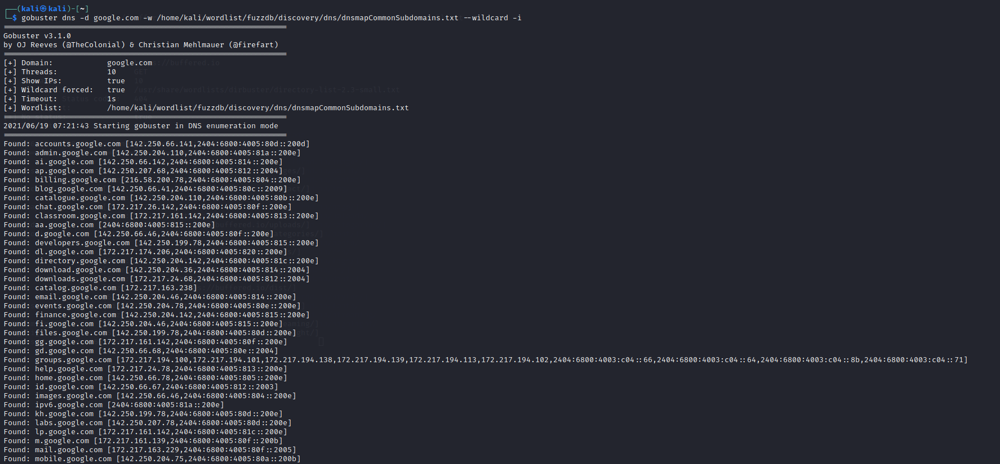 ┌──(kali㉿kali)-[~]
└─$ gobuster dns -d google.com -w /home/kali/wordlist/fuzzdb/discovery/dns/dnsmapCommonSubdomains.txt --wildcard -i
===============================================================
Gobuster v3.1.0
by OJ Reeves (@TheColonial) & Christian Mehlmauer (@firefart)
===============================================================
[+] Domain: google.com
[+] Threads: 10
[+] Show IPs: true
[+] Wildcard forced: true
[+] Timeout: 1s
[+] Wordlist: /home/kali/wordlist/fuzzdb/discovery/dns/dnsmapCommonSubdomains.txt
===============================================================
2021/06/19 07:21:43 Starting gobuster in DNS enumeration mode
===============================================================
Found: accounts.google.com [142.250.66.141,2404:6800:4005:80d::200d]
Found: admin.google.com [142.250.204.110,2404:6800:4005:81a::200e]
Found: ai.google.com [142.250.66.142,2404:6800:4005:814::200e]
Found: ap.google.com [142.250.207.68,2404:6800:4005:812::2004]
Found: billing.google.com [216.58.200.78,2404:6800:4005:804::200e]
Found: blog.google.com [142.250.66.41,2404:6800:4005:80c::2009]
Found: catalogue.google.com [142.250.204.110,2404:6800:4005:80b::200e]
Found: chat.google.com [172.217.26.142,2404:6800:4005:80f::200e]
Found: classroom.google.com [172.217.161.142,2404:6800:4005:813::200e]
Found: aa.google.com [2404:6800:4005:815::200e]
Found: d.google.com [142.250.66.46,2404:6800:4005:80f::200e]
Found: developers.google.com [142.250.199.78,2404:6800:4005:815::200e]
Found: dl.google.com [172.217.174.206,2404:6800:4005:820::200e]
Found: directory.google.com [142.250.204.142,2404:6800:4005:81c::200e]
Found: download.google.com [142.250.204.36,2404:6800:4005:814::2004]
Found: downloads.google.com [172.217.24.68,2404:6800:4005:812::2004]
Found: catalog.google.com [172.217.163.238]
Found: email.google.com [142.250.204.46,2404:6800:4005:814::200e]
Found: events.google.com [142.250.204.78,2404:6800:4005:80e::200e]
Found: finance.google.com [142.250.204.142,2404:6800:4005:815::200e]
Found: fi.google.com [142.250.204.46,2404:6800:4005:815::200e]
Found: files.google.com [142.250.199.78,2404:6800:4005:80d::200e]
Found: gg.google.com [172.217.161.142,2404:6800:4005:80f::200e]
Found: gd.google.com [142.250.66.68,2404:6800:4005:80e::2004]
Found: groups.google.com [172.217.194.100,172.217.194.101,172.217.194.138,172.217.194.139,172.217.194.113,172.217.194.102,2404:6800:4003:c04::66,2404:6800:4003:c04::64,2404:6800:4003:c04::8b,2404:6800:4003:c04::71]
Found: help.google.com [172.217.24.78,2404:6800:4005:813::200e]
Found: home.google.com [142.250.66.78,2404:6800:4005:805::200e]
Found: id.google.com [142.250.66.67,2404:6800:4005:812::2003]
Found: images.google.com [142.250.66.46,2404:6800:4005:804::200e]
Found: ipv6.google.com [2404:6800:4005:81a::200e]
Found: kh.google.com [142.250.199.78,2404:6800:4005:80d::200e]
Found: labs.google.com [142.250.207.78,2404:6800:4005:80d::200e]
Found: lp.google.com [172.217.161.142,2404:6800:4005:81c::200e]
Found: m.google.com [172.217.161.139,2404:6800:4005:80f::200b]
Found: mail.google.com [172.217.163.229,2404:6800:4005:80f::2005]
Found: mobile.google.com [142.250.204.75,2404:6800:4005:80a::200b]